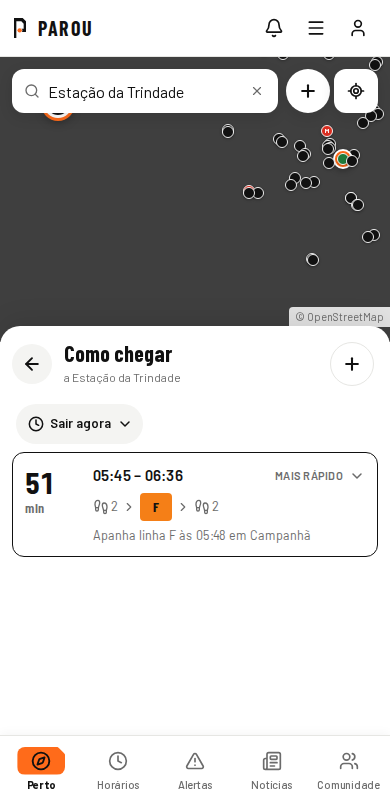 PAROU
Estação da Trindade
M
© OpenStreetMap
Como chegar
a Estação da Trindade
Sair agora
51
min
05:45 – 06:36
MAIS RÁPIDO
2 > F > 2
Apanha linha F às 05:48 em Campanhã
Perto
Horários
Alertas
Notícias
Comunidade